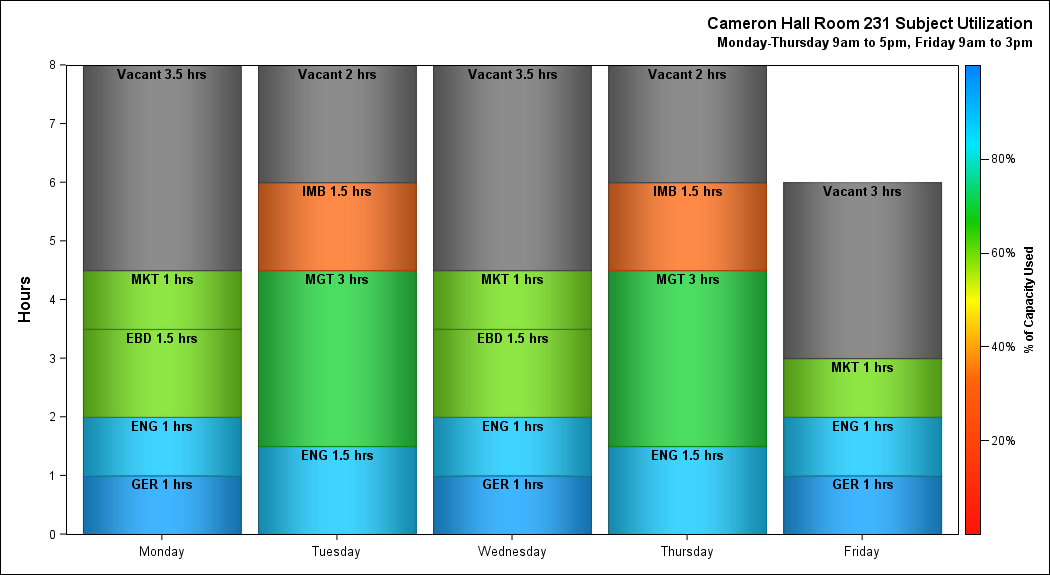 Cameron Hall Room 231 Subject Utilization
Monday-Thursday 9am to 5pm, Friday 9am to 3pm
Hours
8
7
6
5
4
3
2
1
0
Vacant 3.5 hrs
MKT 1 hrs
EBD 1.5 hrs
ENG 1 hrs
GER 1 hrs
Monday
Vacant 2 hrs
IMB 1.5 hrs
MGT 3 hrs
ENG 1.5 hrs
Tuesday
Vacant 3.5 hrs
MKT 1 hrs
EBD 1.5 hrs
ENG 1 hrs
GER 1 hrs
Wednesday
Vacant 2 hrs
IMB 1.5 hrs
MGT 3 hrs
ENG 1.5 hrs
Thursday
Vacant 3 hrs
MKT 1 hrs
ENG 1 hrs
GER 1 hrs
Friday
80%
60%
40%
20%
% of Capacity Used